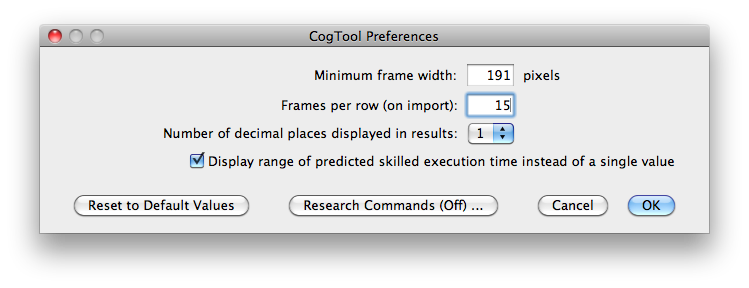 CogTool Preferences
Minimum frame width: 191 pixels
Frames per row (on import): 15
Number of decimal places displayed in results: 1
Display range of predicted skilled execution time instead of a single value
Reset to Default Values Research Commands (Off) ... Cancel OK